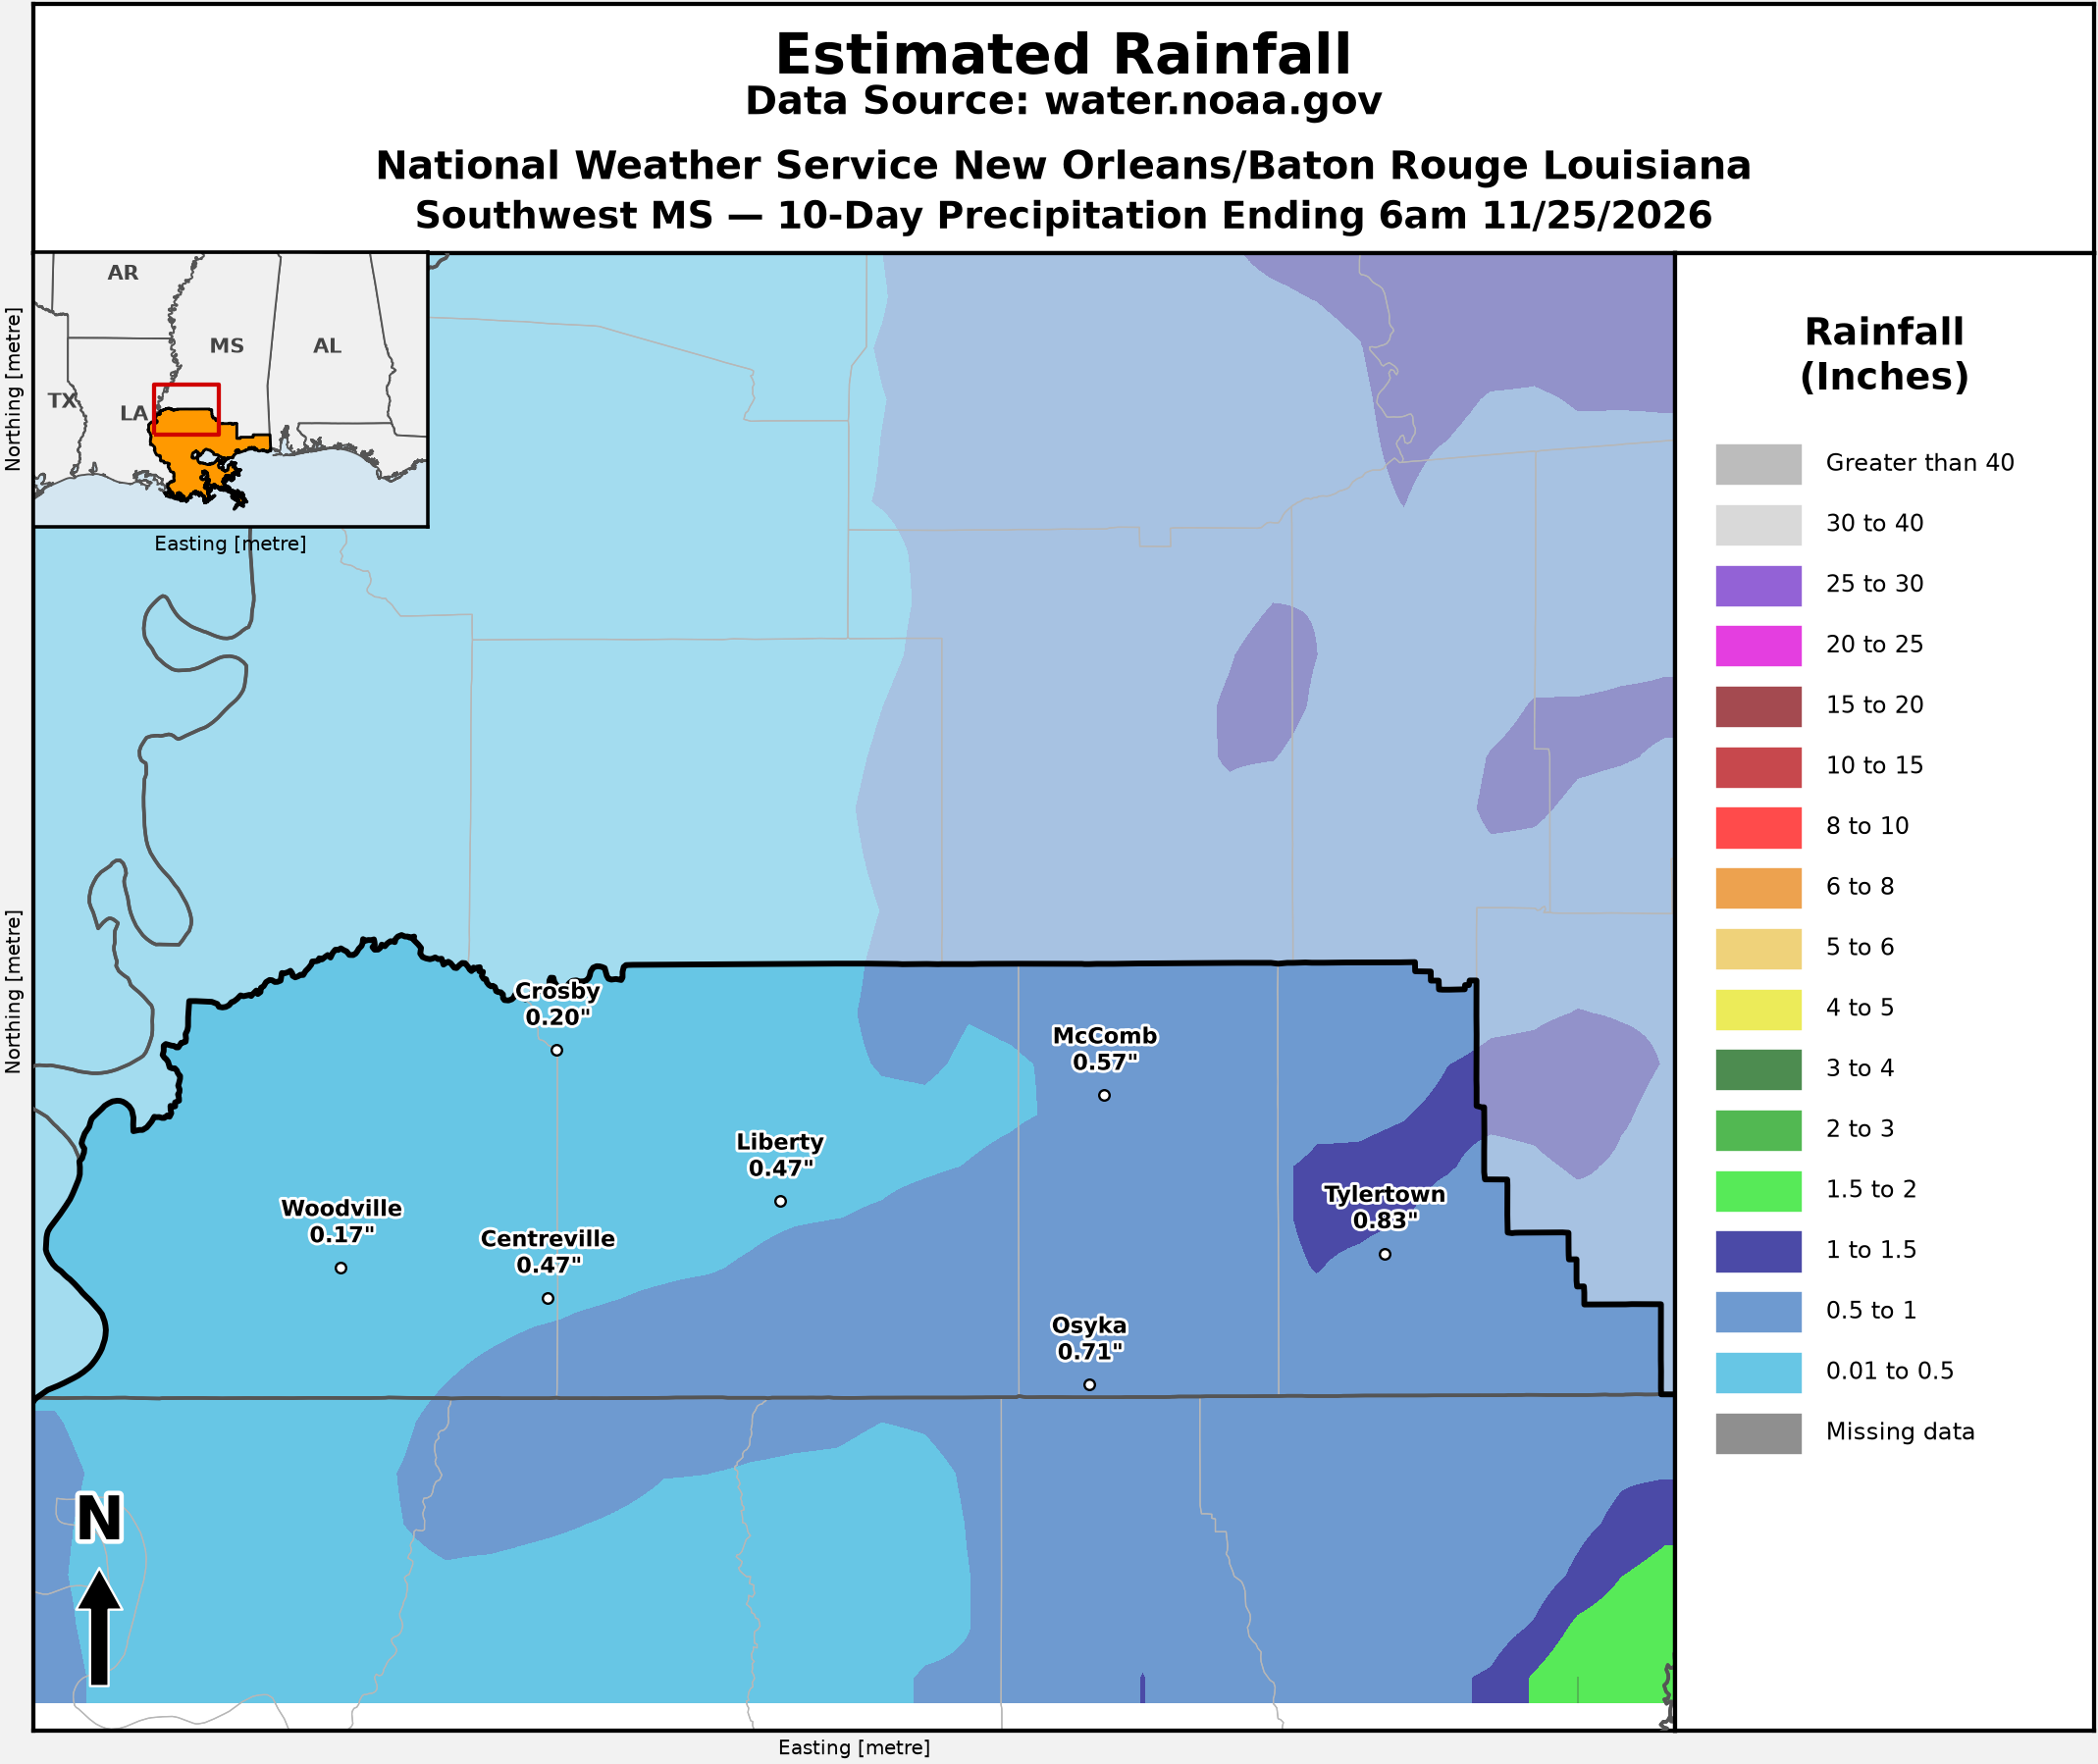 Estimated Rainfall
Data Source: water.noaa.gov
National Weather Service New Orleans/Baton Rouge Louisiana
Southwest MS — 10-Day Precipitation Ending 6am 11/25/2026
Northing [metre]
AR
MS
AL
TX
LA
Easting [metre]
Northing [metre]
Crosby
0.20"
McComb
0.57"
Liberty
0.47"
Woodville
0.17"
Centreville
0.47"
Tylertown
0.83"
Osyka
0.71"
N
Easting [metre]
Rainfall
(Inches)
Greater than 40
30 to 40
25 to 30
20 to 25
15 to 20
10 to 15
8 to 10
6 to 8
5 to 6
4 to 5
3 to 4
2 to 3
1.5 to 2
1 to 1.5
0.5 to 1
0.01 to 0.5
Missing data